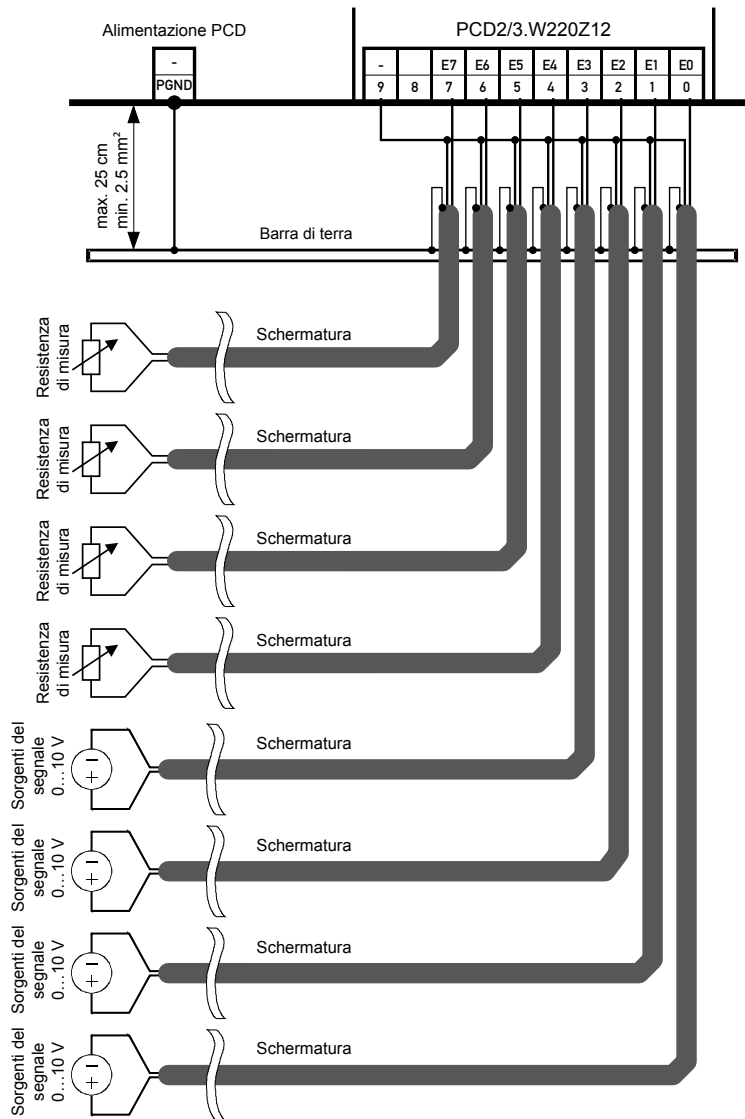 Alimentazione PCD
PCD2/3.W220Z12
-
PGND
- E7 E6 E5 E4 E3 E2 E1 E0
9 8 7 6 5 4 3 2 1 0
max. 25 cm
min. 2.5 mm²
Barra di terra
Resistenza
di misura
Schermatura
Resistenza
di misura
Schermatura
Resistenza
di misura
Schermatura
Resistenza
di misura
Schermatura
Sorgenti del
segnale
0...10 V
Schermatura
Sorgenti del
segnale
0...10 V
Schermatura
Sorgenti del
segnale
0...10 V
Schermatura
Sorgenti del
segnale
0...10 V
Schermatura